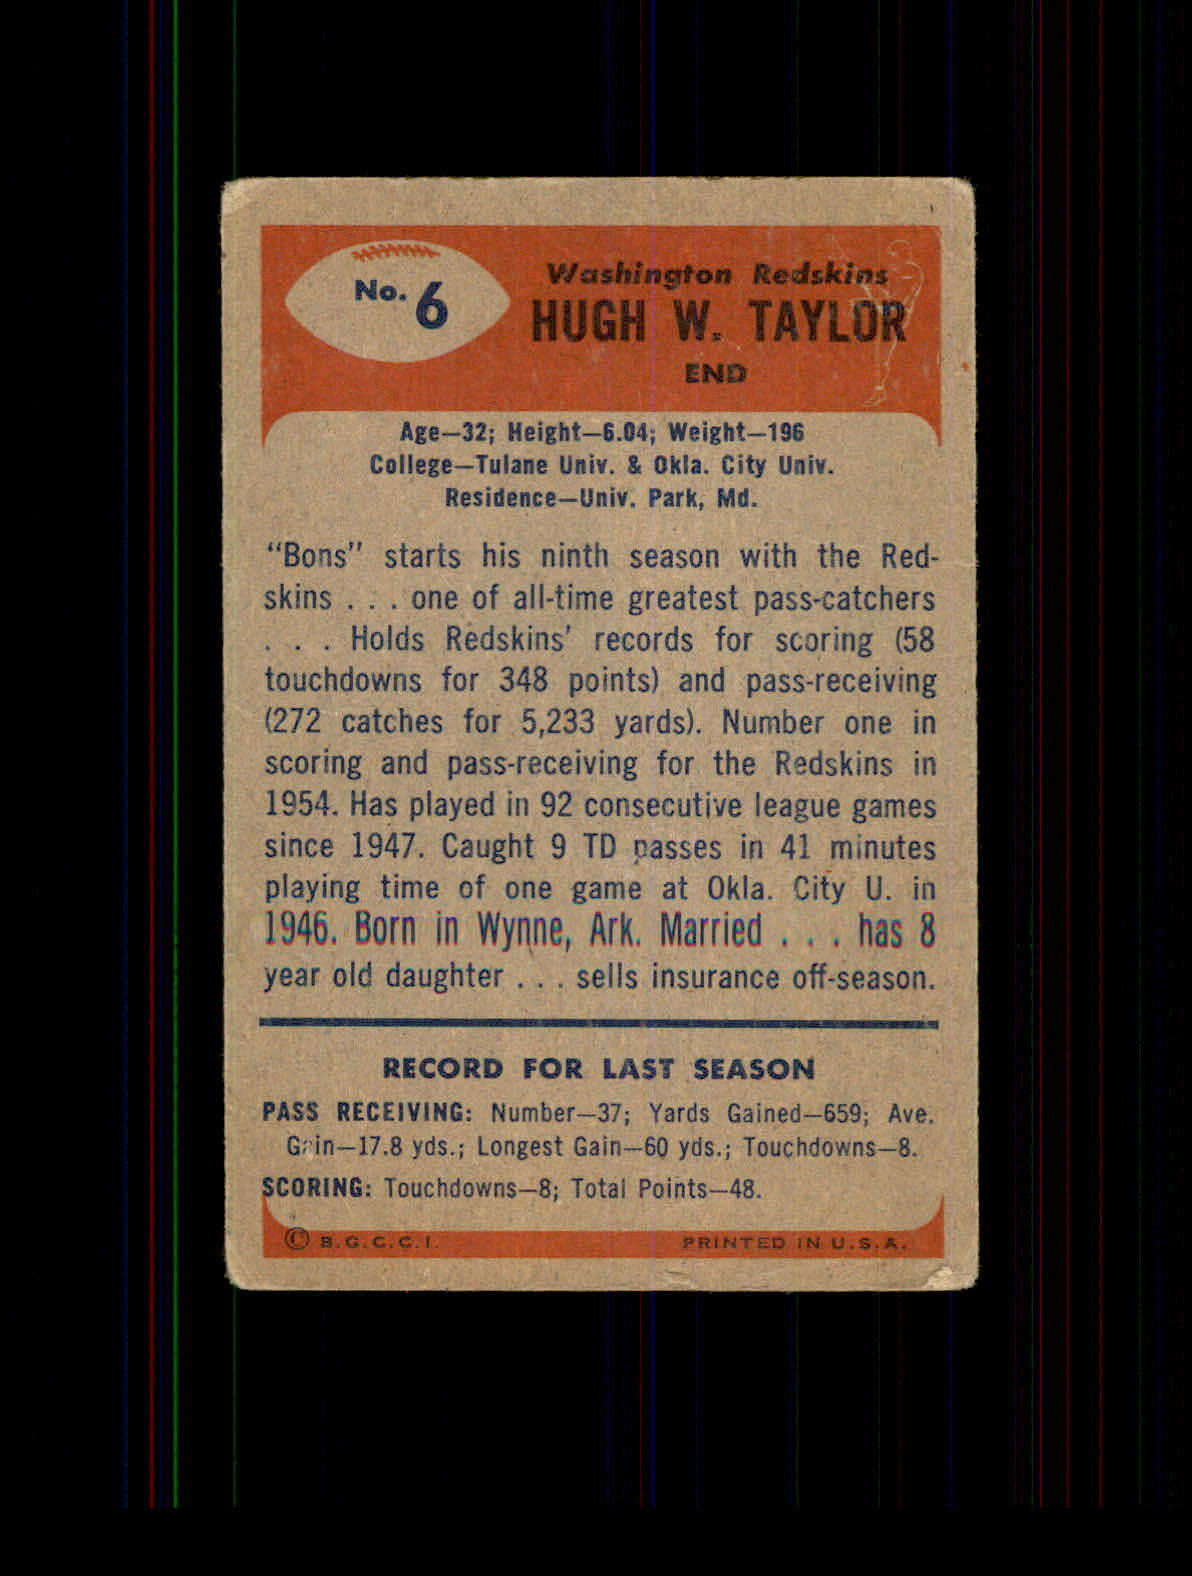 No. 6
Washington Redskins
HUGH W. TAYLOR
END
Age—32; Height—6.04; Weight—196
College—Tulane Univ. & Okla. City Univ.
Residence—Univ. Park, Md.
"Bons" starts his ninth season with the Red-
skins . . . one of all-time greatest pass-catchers
. . . Holds Redskins' records for scoring (58
touchdowns for 348 points) and pass-receiving
(272 catches for 5,233 yards). Number one in
scoring and pass-receiving for the Redskins in
1954. Has played in 92 consecutive league games
since 1947. Caught 9 TD passes in 41 minutes
playing time of one game at Okla. City U. in
1946. Born in Wynne, Ark. Married . . . has 8
year old daughter . . . sells insurance off-season.
RECORD FOR LAST SEASON
PASS RECEIVING: Number—37; Yards Gained—659; Ave.
Gain—17.8 yds.; Longest Gain—60 yds.; Touchdowns—8.
SCORING: Touchdowns—8; Total Points—48.
© B.G.C.C.I. PRINTED IN U.S.A.